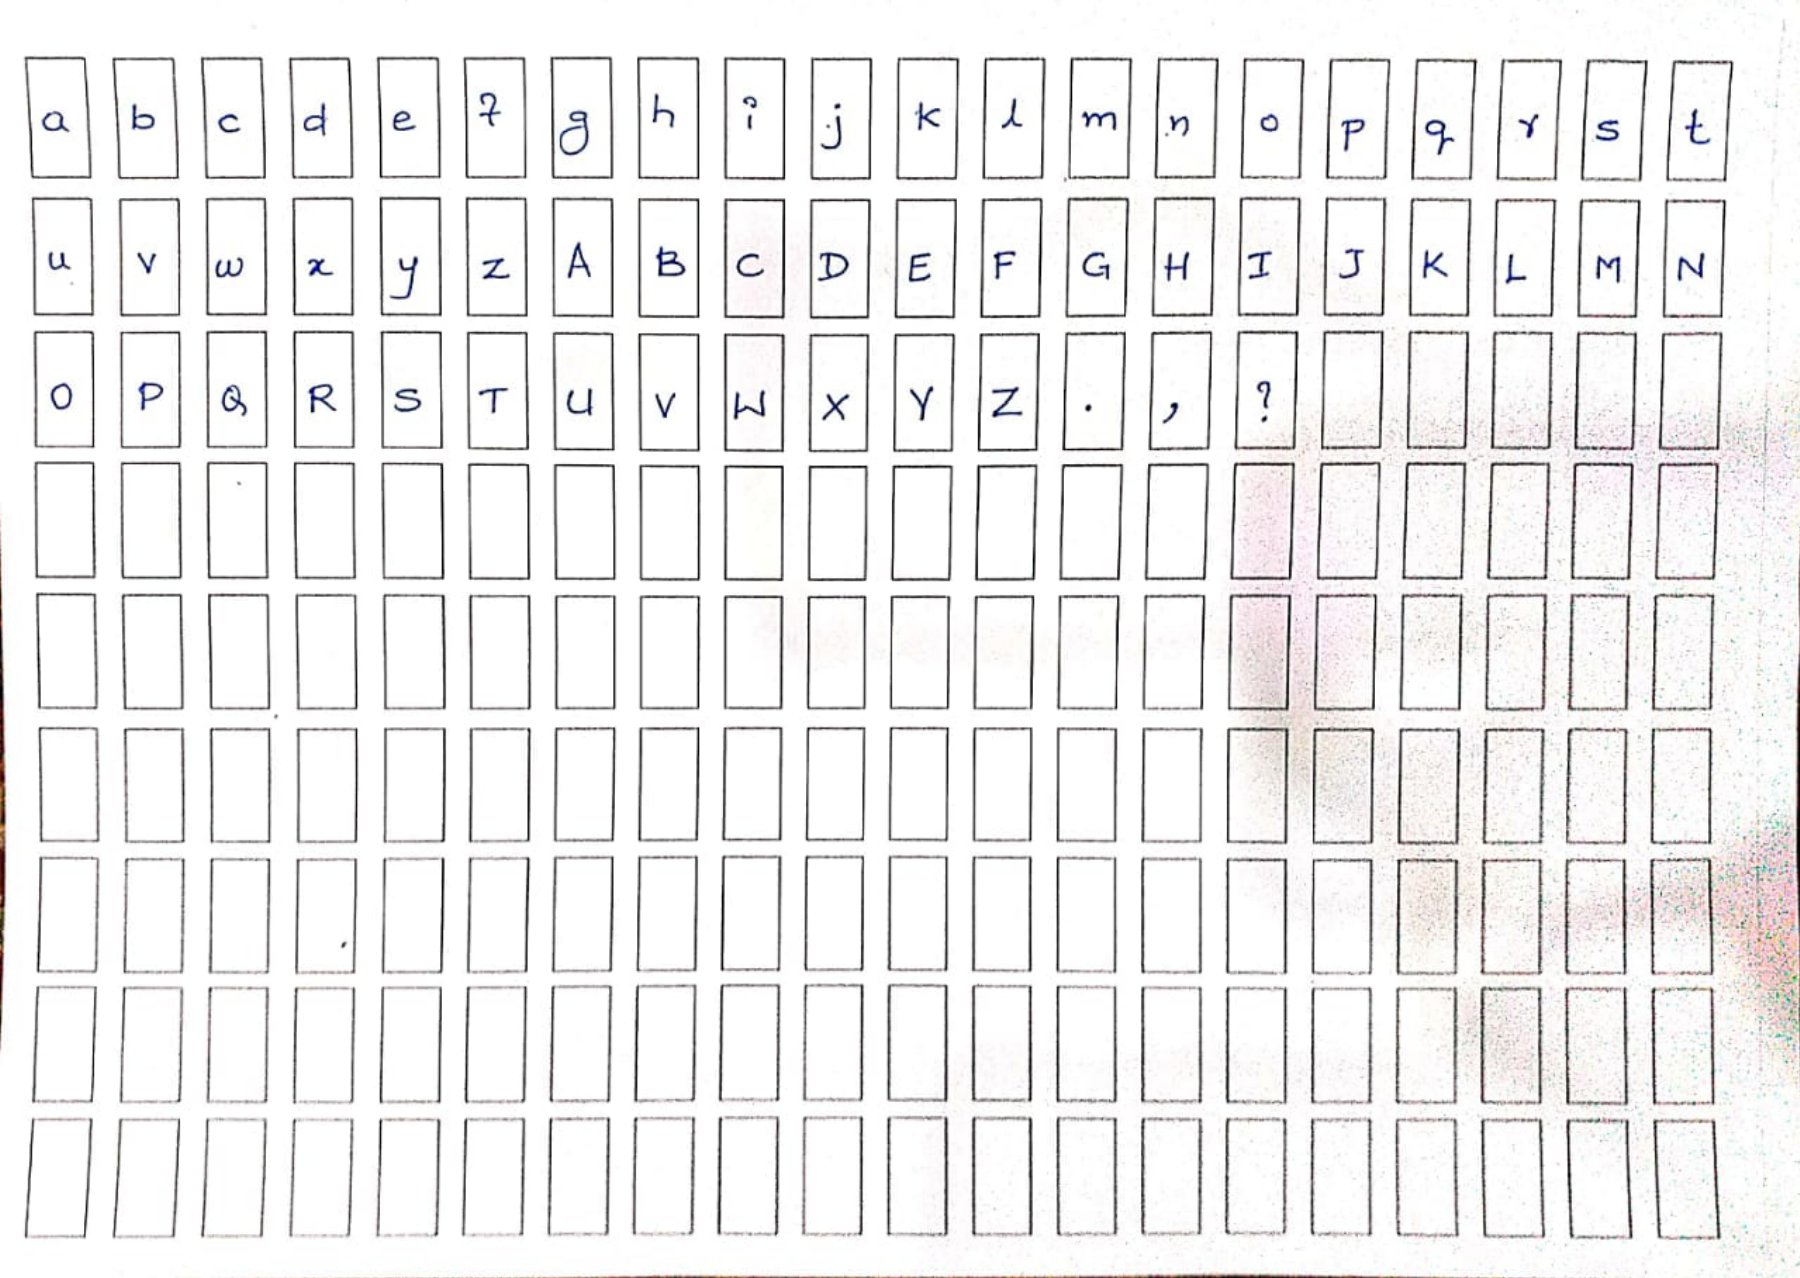 a b c d e f g h i j k l m n o p q r s t
u v w x y z A B C D E F G H I J K L M N
O P Q R S T U V W X Y Z . , ?